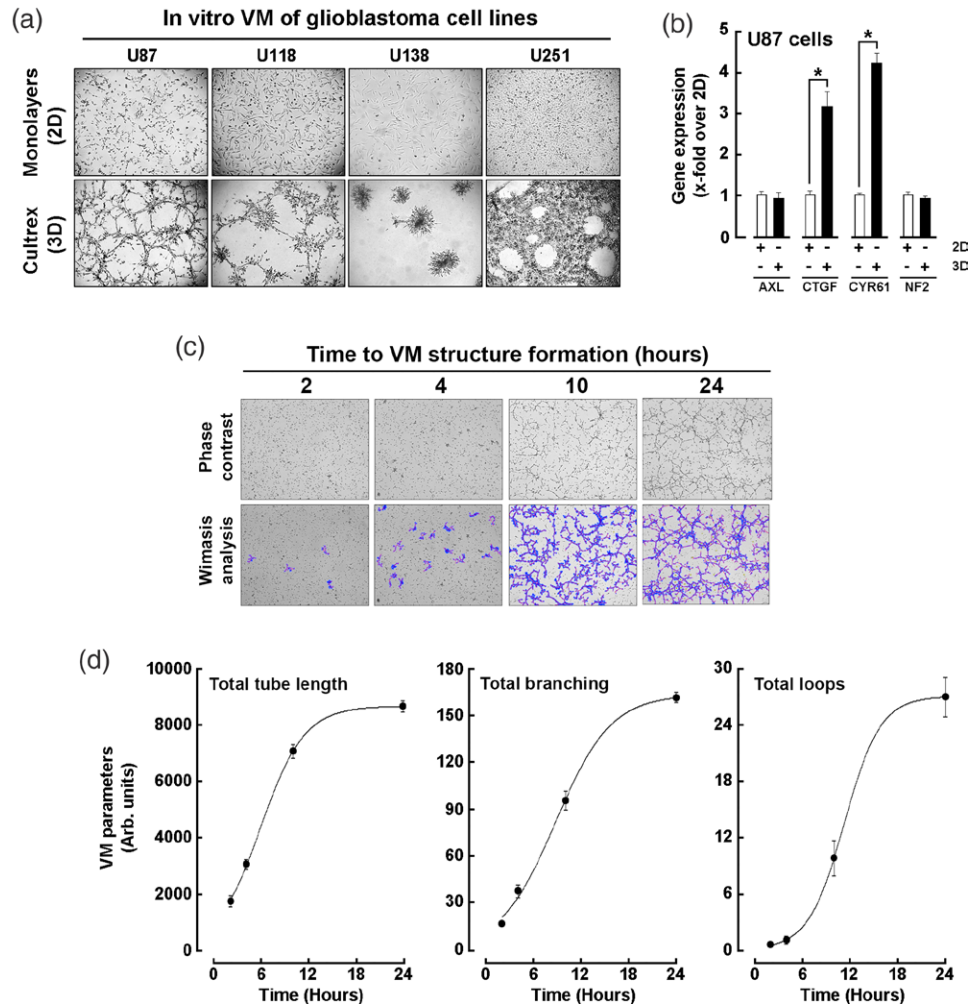 (a)
In vitro VM of glioblastoma cell lines
U87 U118 U138 U251
Monolayers
(2D)
Cultrex
(3D)
(b)
U87 cells
Gene expression
(x-fold over 2D)
5
4
3
2
1
0
* *
+ - + - + - + - 2D
- + - + - + - + 3D
AXL CTGF CYR61 NF2
(c)
Time to VM structure formation (hours)
2 4 10 24
Phase
contrast
Wimasis
analysis
(d)
VM parameters
(Arb. units)
Total tube length
10000
8000
6000
4000
2000
0
0 6 12 18 24
Time (Hours)
Total branching
180
150
120
90
60
30
0
0 6 12 18 24
Time (Hours)
Total loops
30
24
18
12
6
0
0 6 12 18 24
Time (Hours)